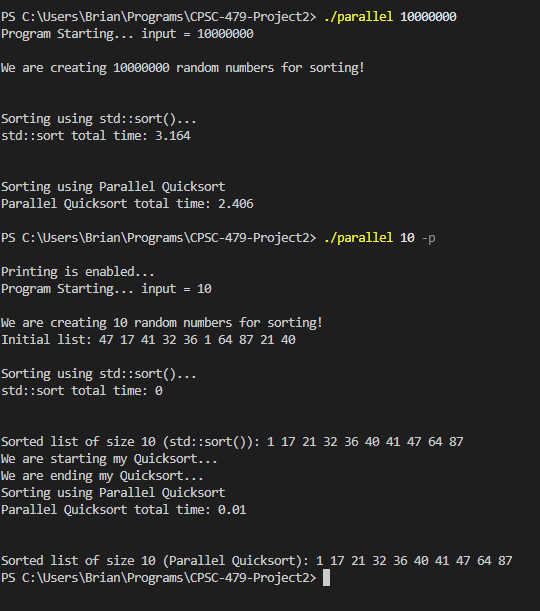 PS C:\Users\Brian\Programs\CPSC-479-Project2> ./parallel 10000000
Program Starting... input = 10000000
We are creating 10000000 random numbers for sorting!
Sorting using std::sort()...
std::sort total time: 3.164
Sorting using Parallel Quicksort
Parallel Quicksort total time: 2.406
PS C:\Users\Brian\Programs\CPSC-479-Project2> ./parallel 10 -p
Printing is enabled...
Program Starting... input = 10
We are creating 10 random numbers for sorting!
Initial list: 47 17 41 32 36 1 64 87 21 40
Sorting using std::sort()...
std::sort total time: 0
Sorted list of size 10 (std::sort()): 1 17 21 32 36 40 41 47 64 87
We are starting my Quicksort...
We are ending my Quicksort...
Sorting using Parallel Quicksort
Parallel Quicksort total time: 0.01
Sorted list of size 10 (Parallel Quicksort): 1 17 21 32 36 40 41 47 64 87
PS C:\Users\Brian\Programs\CPSC-479-Project2>